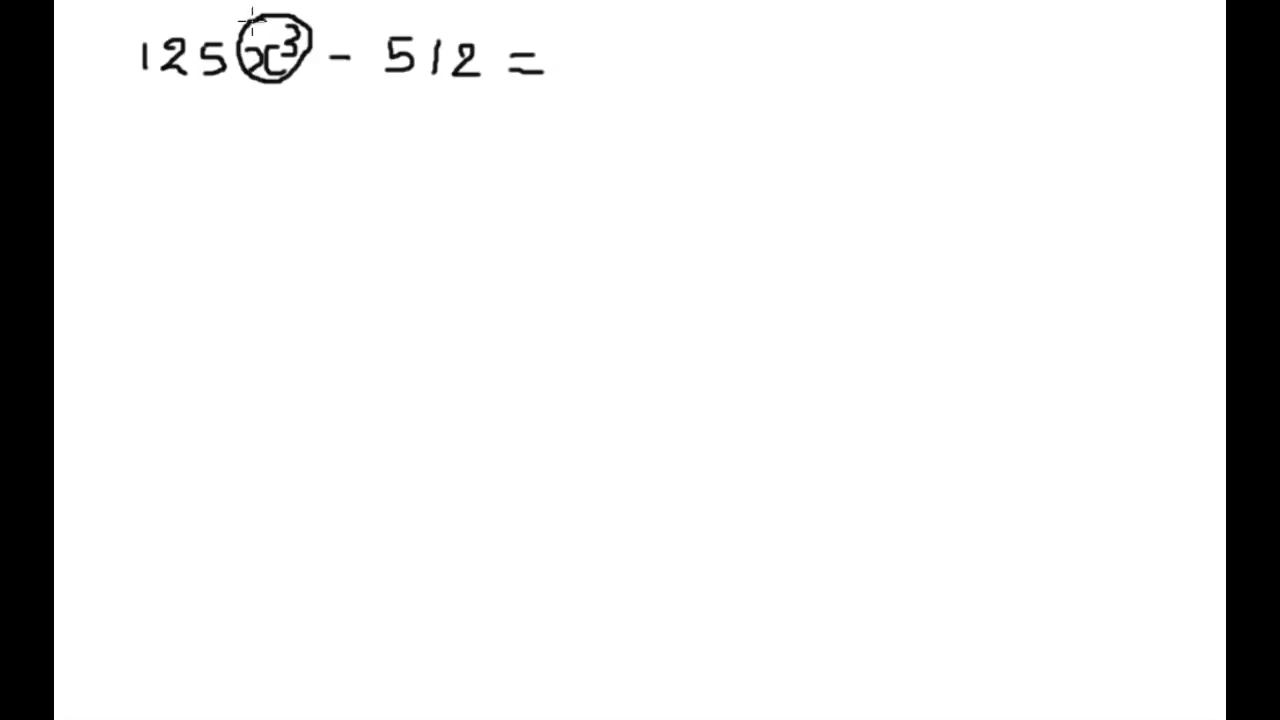 125x³ - 512 =